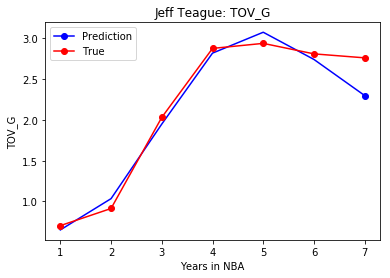 Jeff Teague: TOV_G
Prediction
True
TOV_G
3.0
2.5
2.0
1.5
1.0
1 2 3 4 5 6 7
Years in NBA